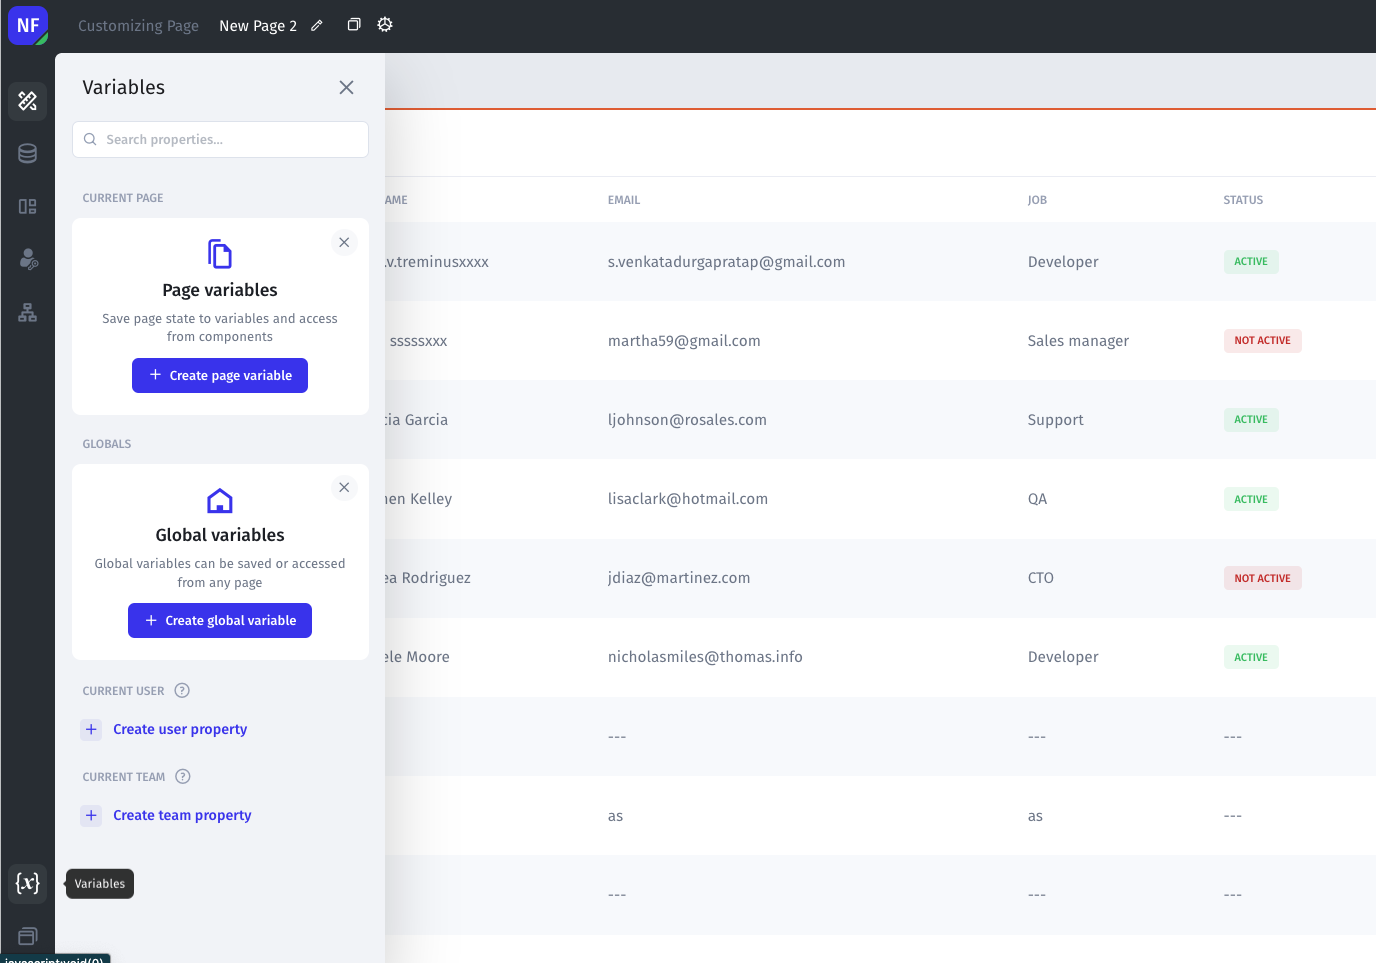 NF Customizing Page New Page 2
Variables
Search properties...
CURRENT PAGE
Page variables
Save page state to variables and access
from components
+ Create page variable
GLOBALS
Global variables
Global variables can be saved or accessed
from any page
+ Create global variable
CURRENT USER ?
+ Create user property
CURRENT TEAM ?
+ Create team property
{x} Variables
javascript:void(0)
AME EMAIL JOB STATUS
.v.treminusxxxx s.venkatadurgapratap@gmail.com Developer ACTIVE
sssssxxx martha59@gmail.com Sales manager NOT ACTIVE
cia Garcia ljohnson@rosales.com Support ACTIVE
hen Kelley lisaclark@hotmail.com QA ACTIVE
ea Rodriguez jdiaz@martinez.com CTO NOT ACTIVE
ele Moore nicholasmiles@thomas.info Developer ACTIVE
--- --- ---
as as ---
--- --- ---